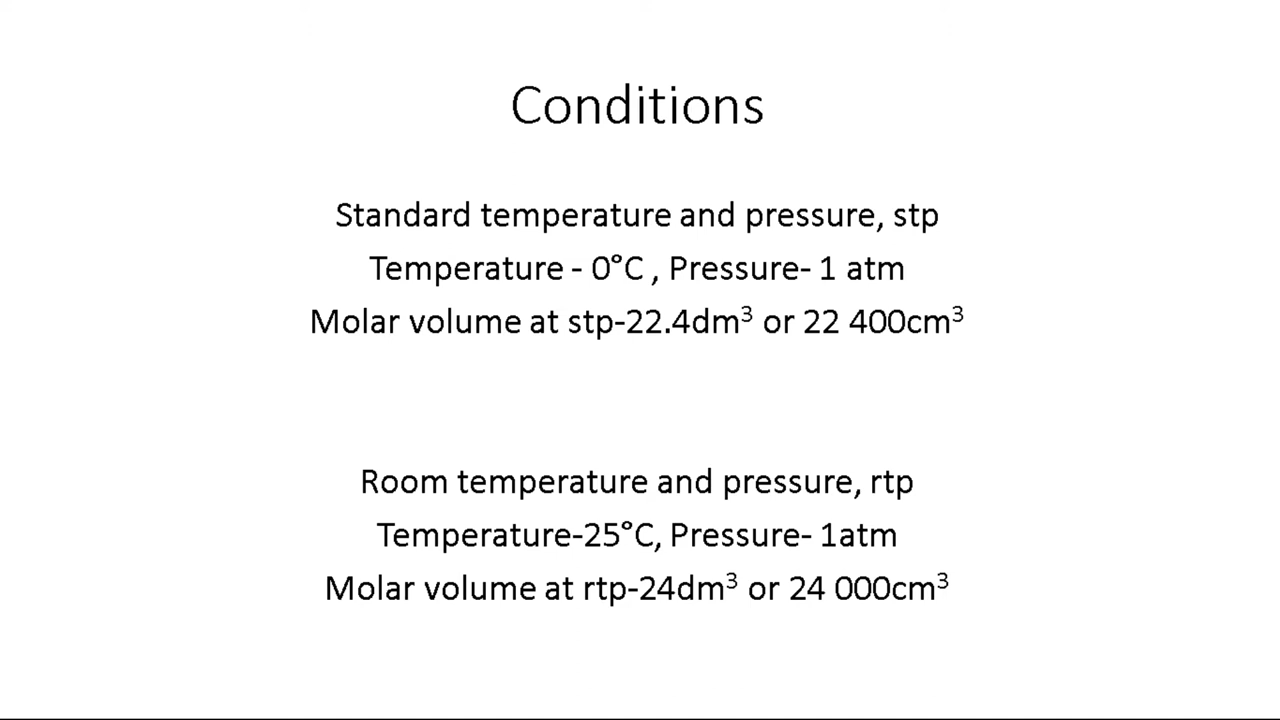 Conditions
Standard temperature and pressure, stp
Temperature - 0°C , Pressure- 1 atm
Molar volume at stp-22.4dm³ or 22 400cm³
Room temperature and pressure, rtp
Temperature-25°C, Pressure- 1atm
Molar volume at rtp-24dm³ or 24 000cm³